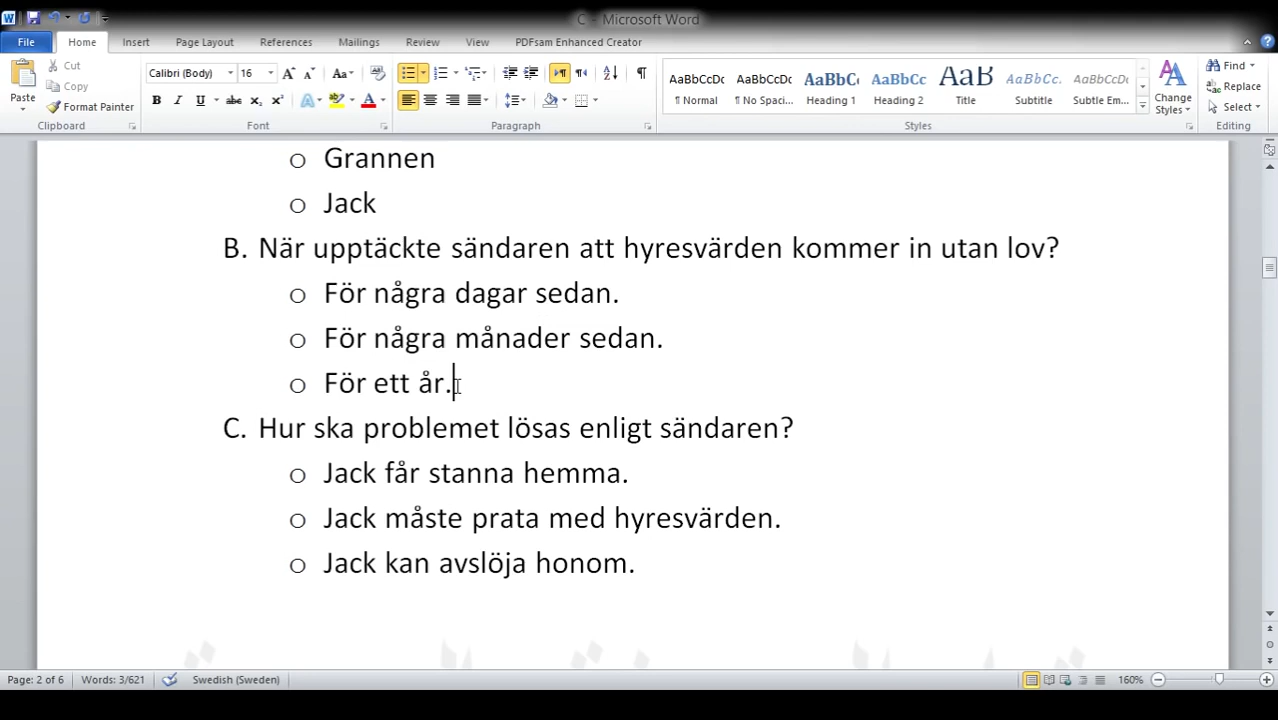 C - Microsoft Word
File Home Insert Page Layout References Mailings Review View PDFsam Enhanced Creator
Paste
Cut
Copy
Format Painter
Clipboard
Calibri (Body) 16
Font
Paragraph
AaBbCcDc AaBbCcDc AaBbC AaBbCc AaB AaBbCc. AaBbCcDc
¶ Normal ¶ No Spaci... Heading 1 Heading 2 Title Subtitle Subtle Em...
Styles
Change Styles
Find
Replace
Select
Editing
o Grannen
o Jack
B. När upptäckte sändaren att hyresvärden kommer in utan lov?
o För några dagar sedan.
o För några månader sedan.
o För ett år.
C. Hur ska problemet lösas enligt sändaren?
o Jack får stanna hemma.
o Jack måste prata med hyresvärden.
o Jack kan avslöja honom.
Page: 2 of 6 Words: 3/621 Swedish (Sweden) 160%